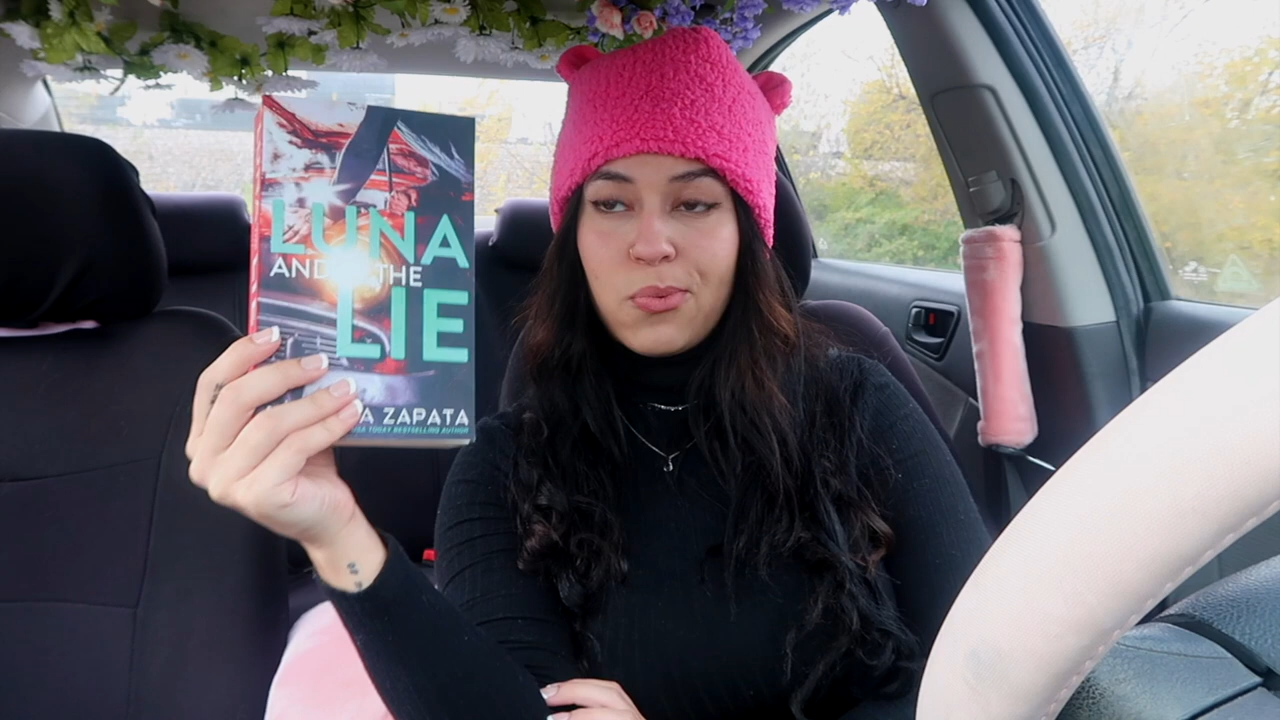 LUNA
AND THE
LIE
A ZAPATA
USA TODAY BESTSELLING AUTHOR